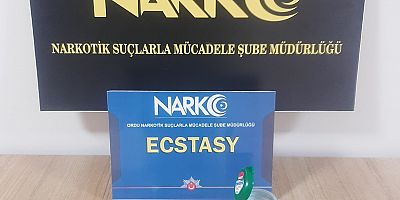 NARKO
NARKOTİK SUÇLARLA MÜCADELE ŞUBE MÜDÜRLÜĞÜ
NARKO
ORDU NARKOTİK SUÇLARLA MÜCADELE ŞUBE MÜDÜRLÜĞÜ
ECSTASY